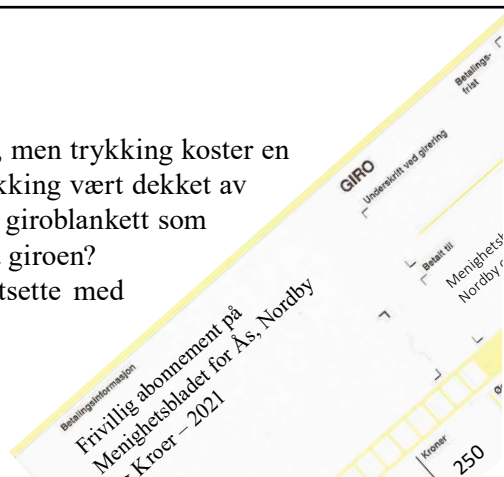 , men trykking koster en
kking vært dekket av
giroblankett som
giroen?
tsette med
GIRO
Underskrift ved girering
Betalings-
frist
Betalt til
Menighetsb
Nordby
Betalingsinformasjon
Frivillig abonnement på
Menighetsbladet for Ås, Nordby
Kroer – 2021
Kroner
250